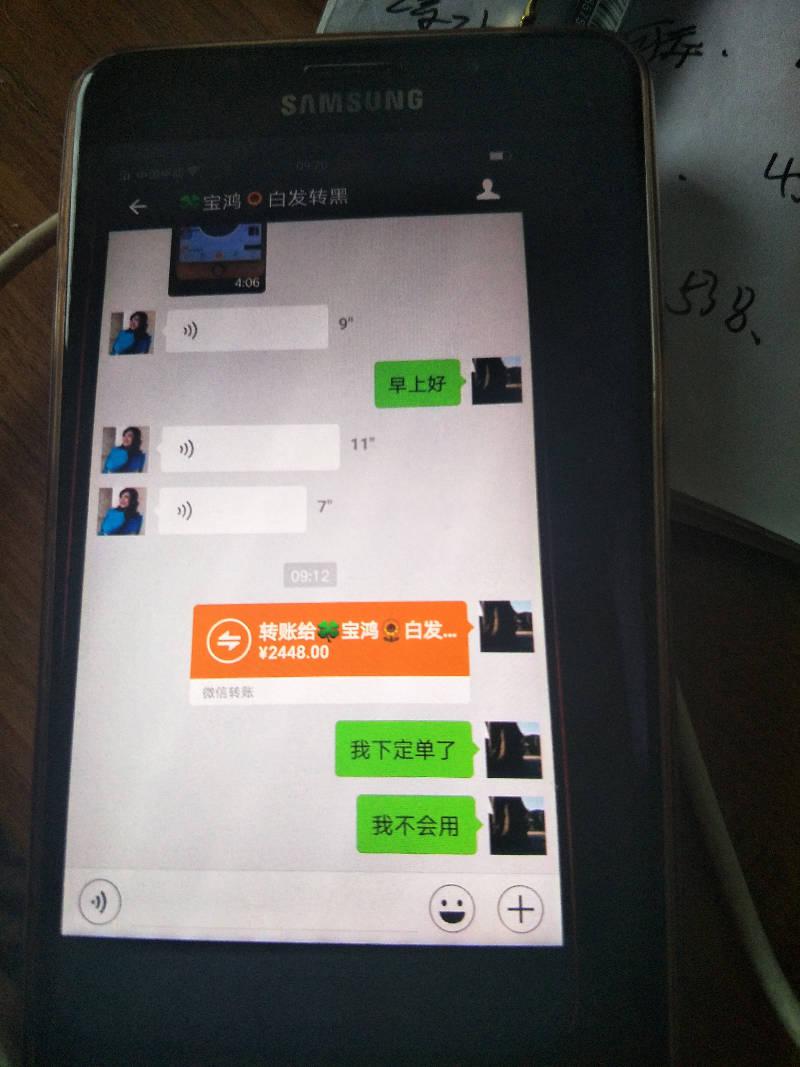 SAMSUNG
中国移动
09:20
宝鸿 白发转黑
4:06
9"
早上好
11"
7"
09:12
转账给 宝鸿 白发...
¥2448.00
微信转账
我下定单了
我不会用
538、